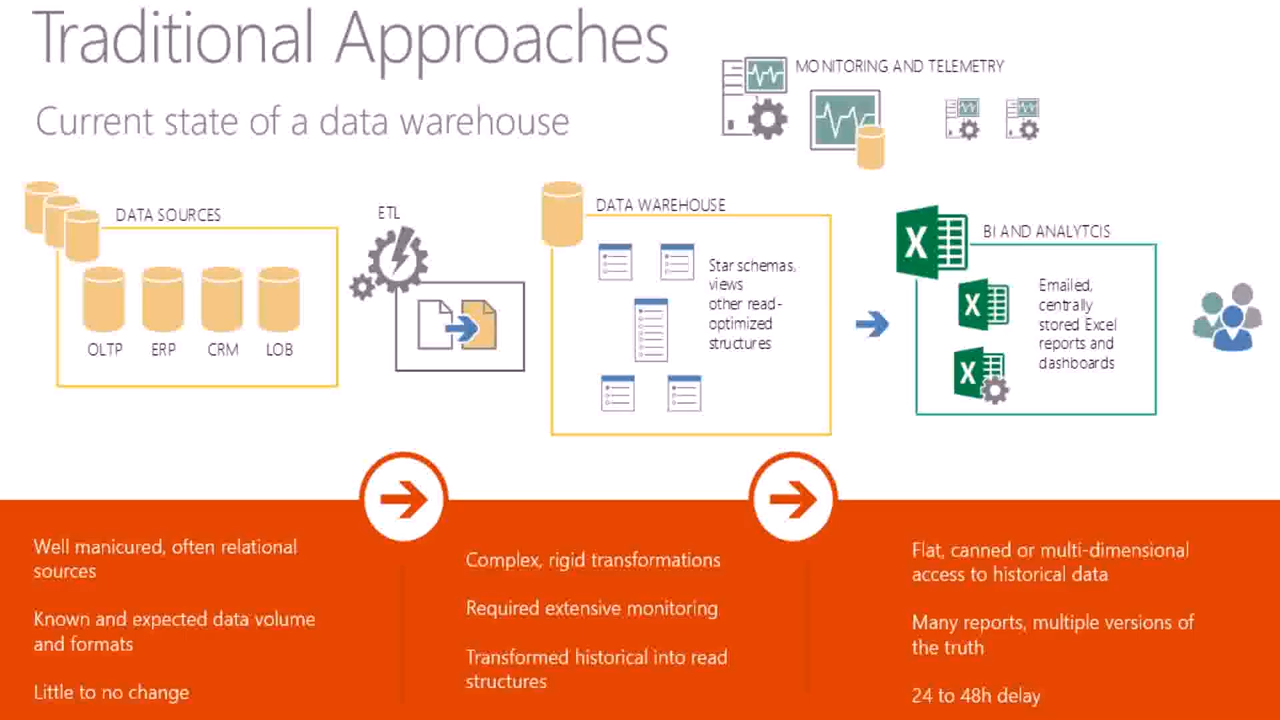 Traditional Approaches
Current state of a data warehouse
MONITORING AND TELEMETRY
DATA SOURCES
OLTP
ERP
CRM
LOB
ETL
DATA WAREHOUSE
Star schemas,
views
other read-
optimized
structures
BI AND ANALYTCIS
Emailed,
centrally
stored Excel
reports and
dashboards
Well manicured, often relational
sources
Known and expected data volume
and formats
Little to no change
Complex, rigid transformations
Required extensive monitoring
Transformed historical into read
structures
Flat, canned or multi-dimensional
access to historical data
Many reports, multiple versions of
the truth
24 to 48h delay